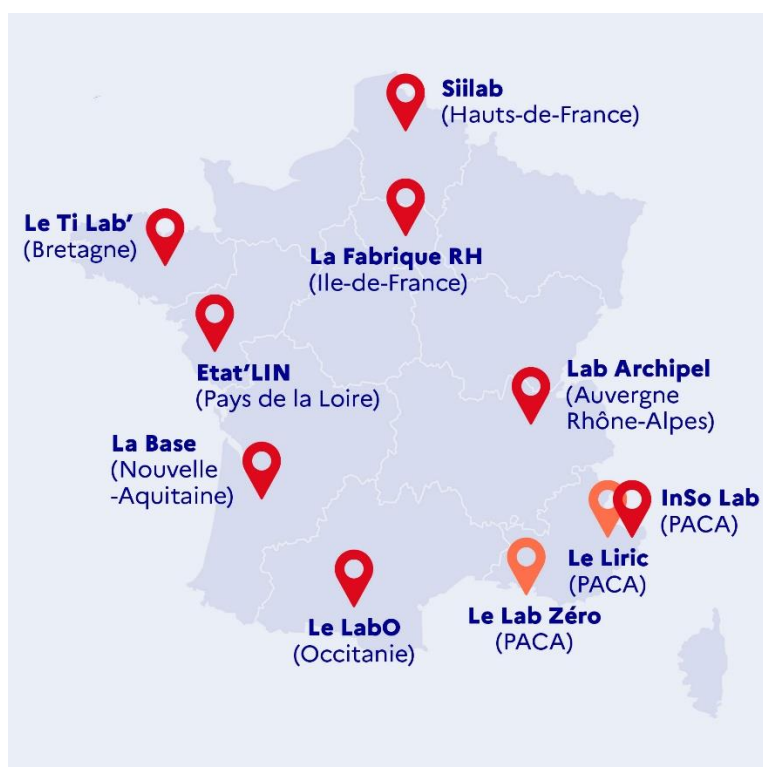 Siilab
(Hauts-de-France)
Le Ti Lab’
(Bretagne)
La Fabrique RH
(Ile-de-France)
Etat’LIN
(Pays de la Loire)
Lab Archipel
(Auvergne
Rhône-Alpes)
La Base
(Nouvelle
-Aquitaine)
InSo Lab
(PACA)
Le Liric
(PACA)
Le Lab Zéro
(PACA)
Le LabO
(Occitanie)